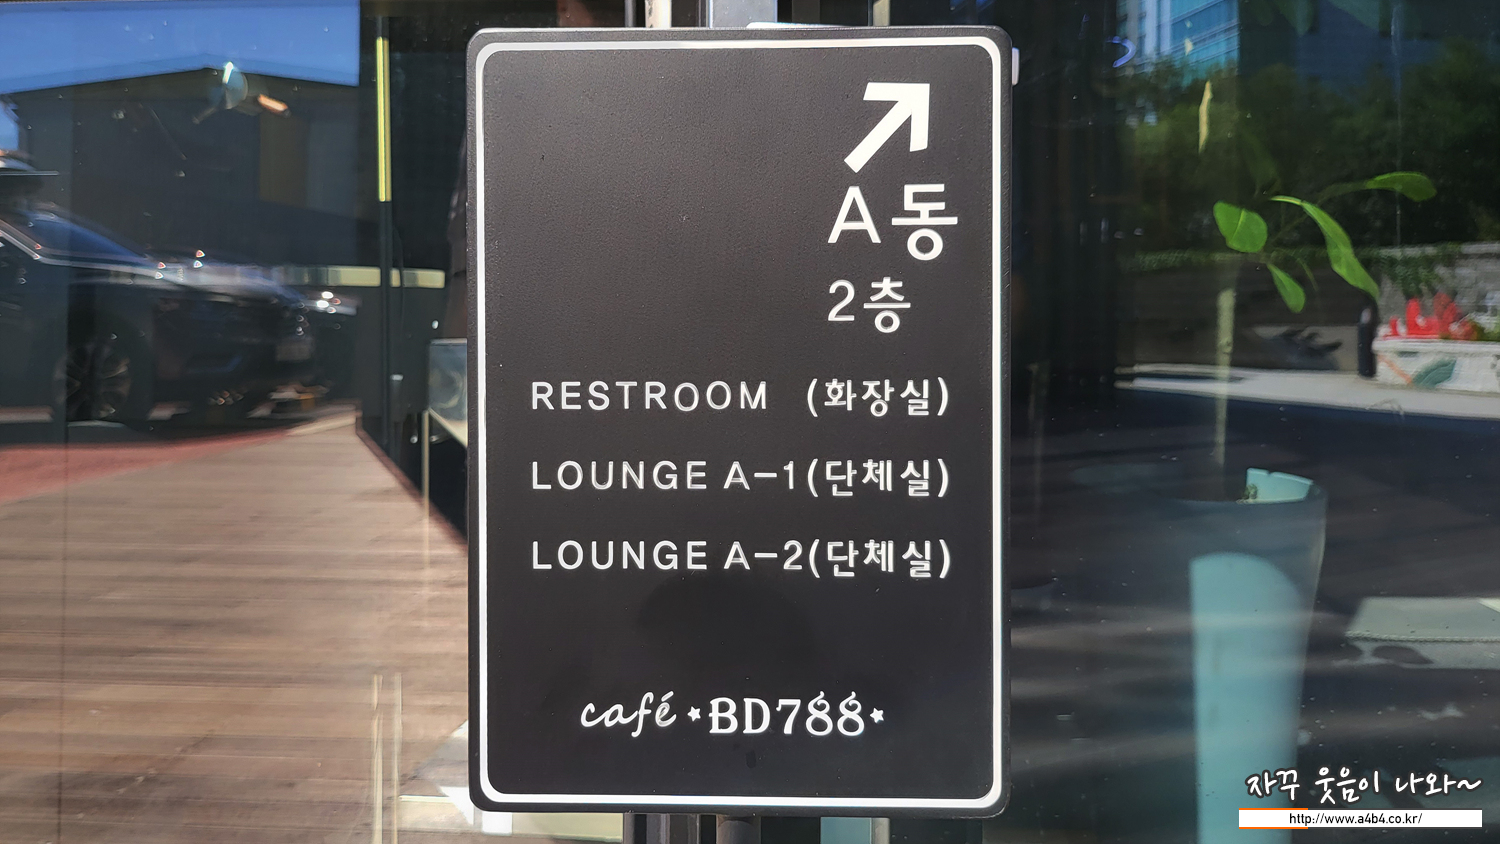 A동
2층
RESTROOM (화장실)
LOUNGE A-1(단체실)
LOUNGE A-2(단체실)
café ★BD788★
자꾸 웃음이 나와~
http://www.a4b4.co.kr/